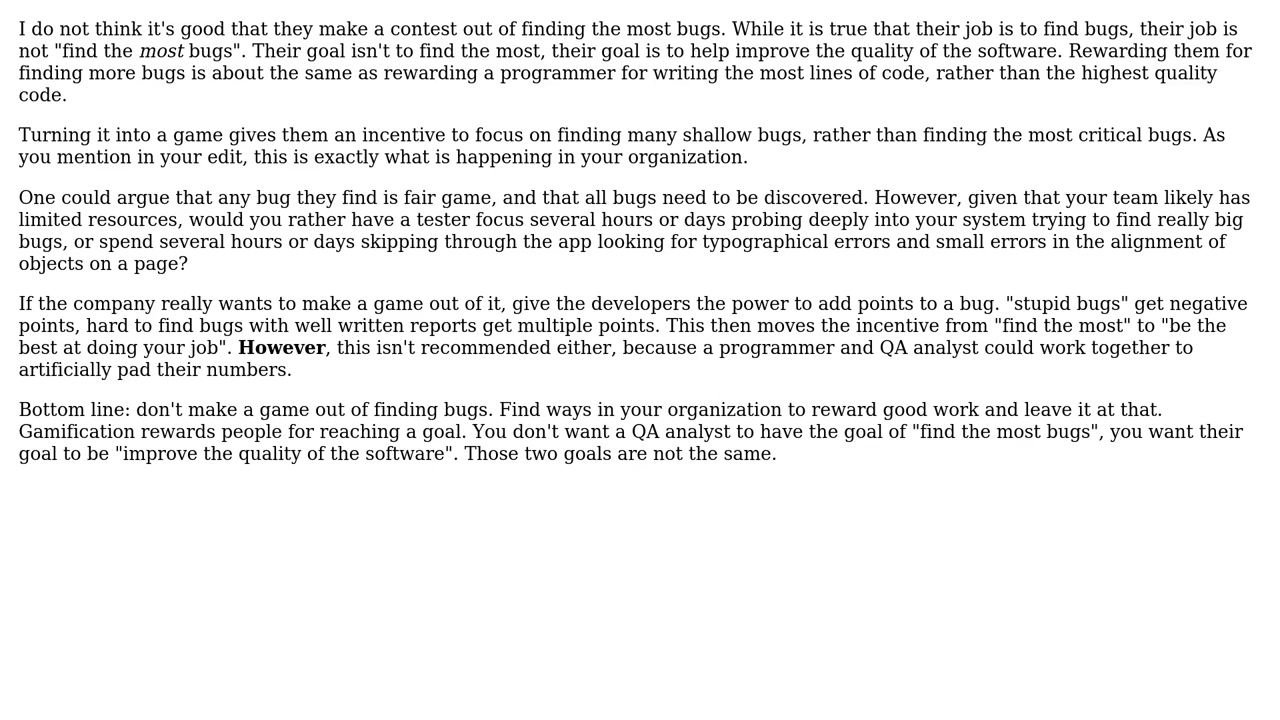 I do not think it's good that they make a contest out of finding the most bugs. While it is true that their job is to find bugs, their job is
not "find the most bugs". Their goal isn't to find the most, their goal is to help improve the quality of the software. Rewarding them for
finding more bugs is about the same as rewarding a programmer for writing the most lines of code, rather than the highest quality
code.
Turning it into a game gives them an incentive to focus on finding many shallow bugs, rather than finding the most critical bugs. As
you mention in your edit, this is exactly what is happening in your organization.
One could argue that any bug they find is fair game, and that all bugs need to be discovered. However, given that your team likely has
limited resources, would you rather have a tester focus several hours or days probing deeply into your system trying to find really big
bugs, or spend several hours or days skipping through the app looking for typographical errors and small errors in the alignment of
objects on a page?
If the company really wants to make a game out of it, give the developers the power to add points to a bug. "stupid bugs" get negative
points, hard to find bugs with well written reports get multiple points. This then moves the incentive from "find the most" to "be the
best at doing your job". However, this isn't recommended either, because a programmer and QA analyst could work together to
artificially pad their numbers.
Bottom line: don't make a game out of finding bugs. Find ways in your organization to reward good work and leave it at that.
Gamification rewards people for reaching a goal. You don't want a QA analyst to have the goal of "find the most bugs", you want their
goal to be "improve the quality of the software". Those two goals are not the same.